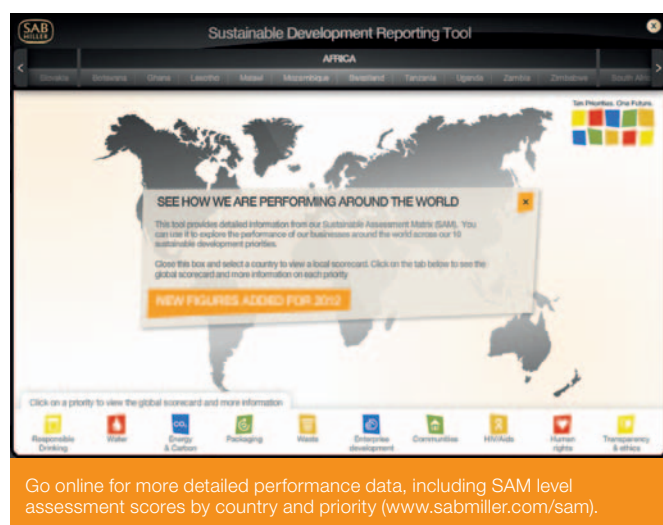 SAB
MILLER
Sustainable Development Reporting Tool
x
AFRICA
<
>
Slovakia Botswana Ghana Lesotho Malawi Mozambique Swaziland Tanzania Uganda Zambia Zimbabwe South Afric
Ten Priorities. One Future.
SEE HOW WE ARE PERFORMING AROUND THE WORLD
x
This tool provides detailed information from our Sustainable Assessment Matrix (SAM). You
can use it to explore the performance of our businesses around the world across our 10
sustainable development priorities.
Close this box and select a country to view a local scorecard. Click on the tab below to see the
global scorecard and more information on each priority
NEW FIGURES ADDED FOR 2012
Click on a priority to view the global scorecard and more information
CO₂
Responsible
Drinking
Water
Energy
& Carbon
Packaging
Waste
Enterprise
development
Communities
HIV/Aids
Human
rights
Transparency
& ethics
Go online for more detailed performance data, including SAM level
assessment scores by country and priority (www.sabmiller.com/sam).